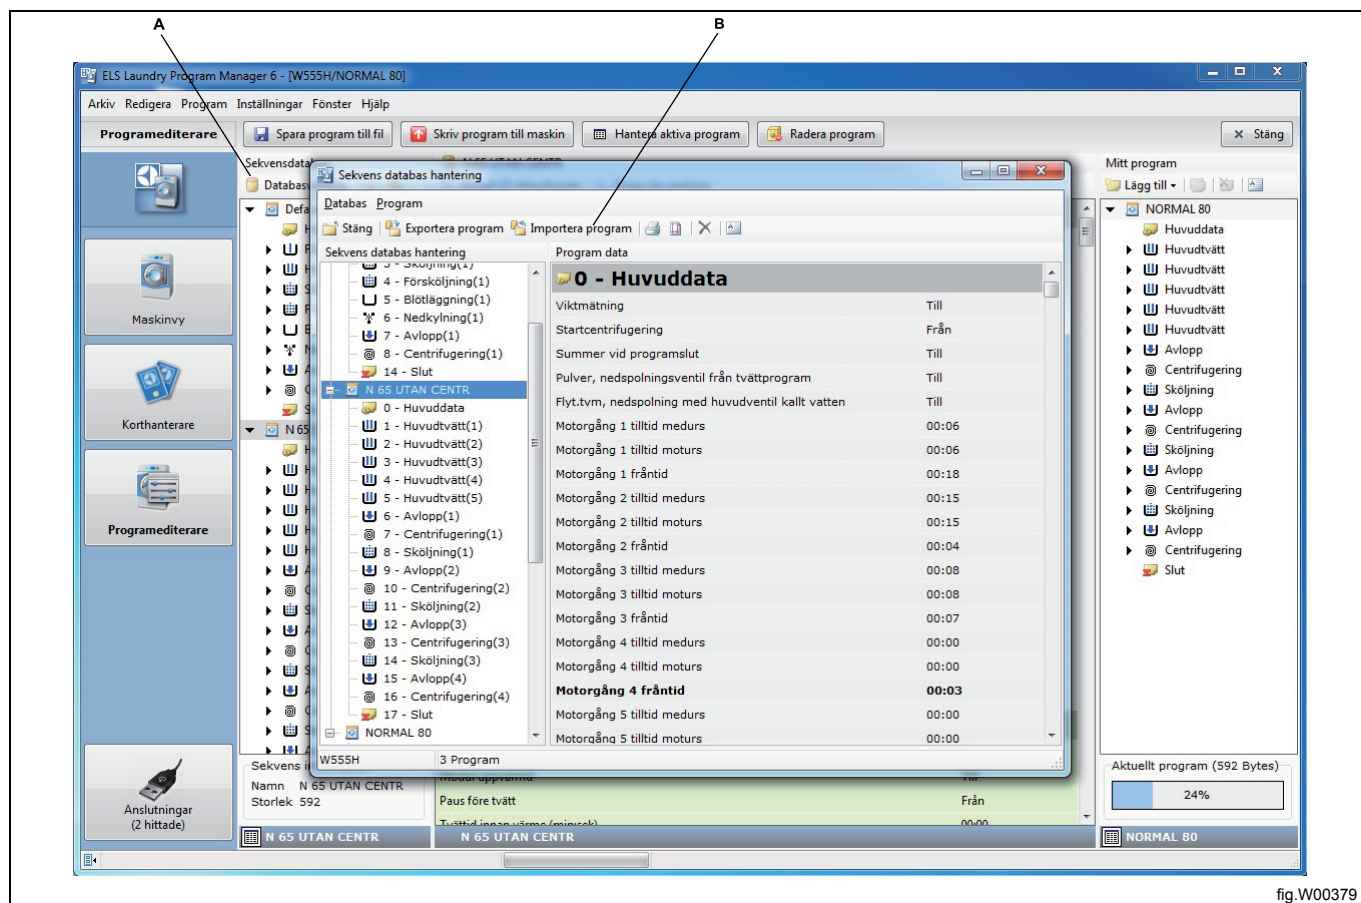 A
B
ELS Laundry Program Manager 6 - [W555H/NORMAL 80]
Arkiv Redigera Program Inställningar Fönster Hjälp
Programediterare
Spara program till fil
Skriv program till maskin
Hantera aktiva program
Radera program
Stäng
Maskinvy
Korthanterare
Programediterare
Anslutningar
(2 hittade)
Sekvens databas hantering
Databas Program
Stäng
Exportera program
Importera program
Sekvens databas hantering
4 - Försköljning(1)
5 - Blötläggning(1)
6 - Nedkylning(1)
7 - Avlopp(1)
8 - Centrifugering(1)
14 - Slut
N 65 UTAN CENTR
0 - Huvuddata
1 - Huvudtvätt(1)
2 - Huvudtvätt(2)
3 - Huvudtvätt(3)
4 - Huvudtvätt(4)
5 - Huvudtvätt(5)
6 - Avlopp(1)
7 - Centrifugering(1)
8 - Sköljning(1)
9 - Avlopp(2)
10 - Centrifugering(2)
11 - Sköljning(2)
12 - Avlopp(3)
13 - Centrifugering(3)
14 - Sköljning(3)
15 - Avlopp(4)
16 - Centrifugering(4)
17 - Slut
NORMAL 80
Program data
0 - Huvuddata
Viktmätning Till
Startcentrifugering Från
Summer vid programslut Till
Pulver, nedspolningsventil från tvättprogram Till
Flyt.tvm, nedspolning med huvudventil kallt vatten Till
Motorgång 1 tilltid medurs 00:06
Motorgång 1 tilltid moturs 00:06
Motorgång 1 fråntid 00:18
Motorgång 2 tilltid medurs 00:15
Motorgång 2 tilltid moturs 00:15
Motorgång 2 fråntid 00:04
Motorgång 3 tilltid medurs 00:08
Motorgång 3 tilltid moturs 00:08
Motorgång 3 fråntid 00:07
Motorgång 4 tilltid medurs 00:00
Motorgång 4 tilltid moturs 00:00
Motorgång 4 fråntid 00:03
Motorgång 5 tilltid medurs 00:00
Motorgång 5 tilltid moturs 00:00
W555H
3 Program
Namn N 65 UTAN CENTR
Storlek 592
Paus före tvätt Från
N 65 UTAN CENTR
N 65 UTAN CENTR
Mitt program
Lägg till
NORMAL 80
Huvuddata
Huvudtvätt
Huvudtvätt
Huvudtvätt
Huvudtvätt
Huvudtvätt
Avlopp
Centrifugering
Sköljning
Avlopp
Centrifugering
Sköljning
Avlopp
Centrifugering
Sköljning
Avlopp
Centrifugering
Slut
Aktuellt program (592 Bytes)
24%
NORMAL 80
fig.W00379